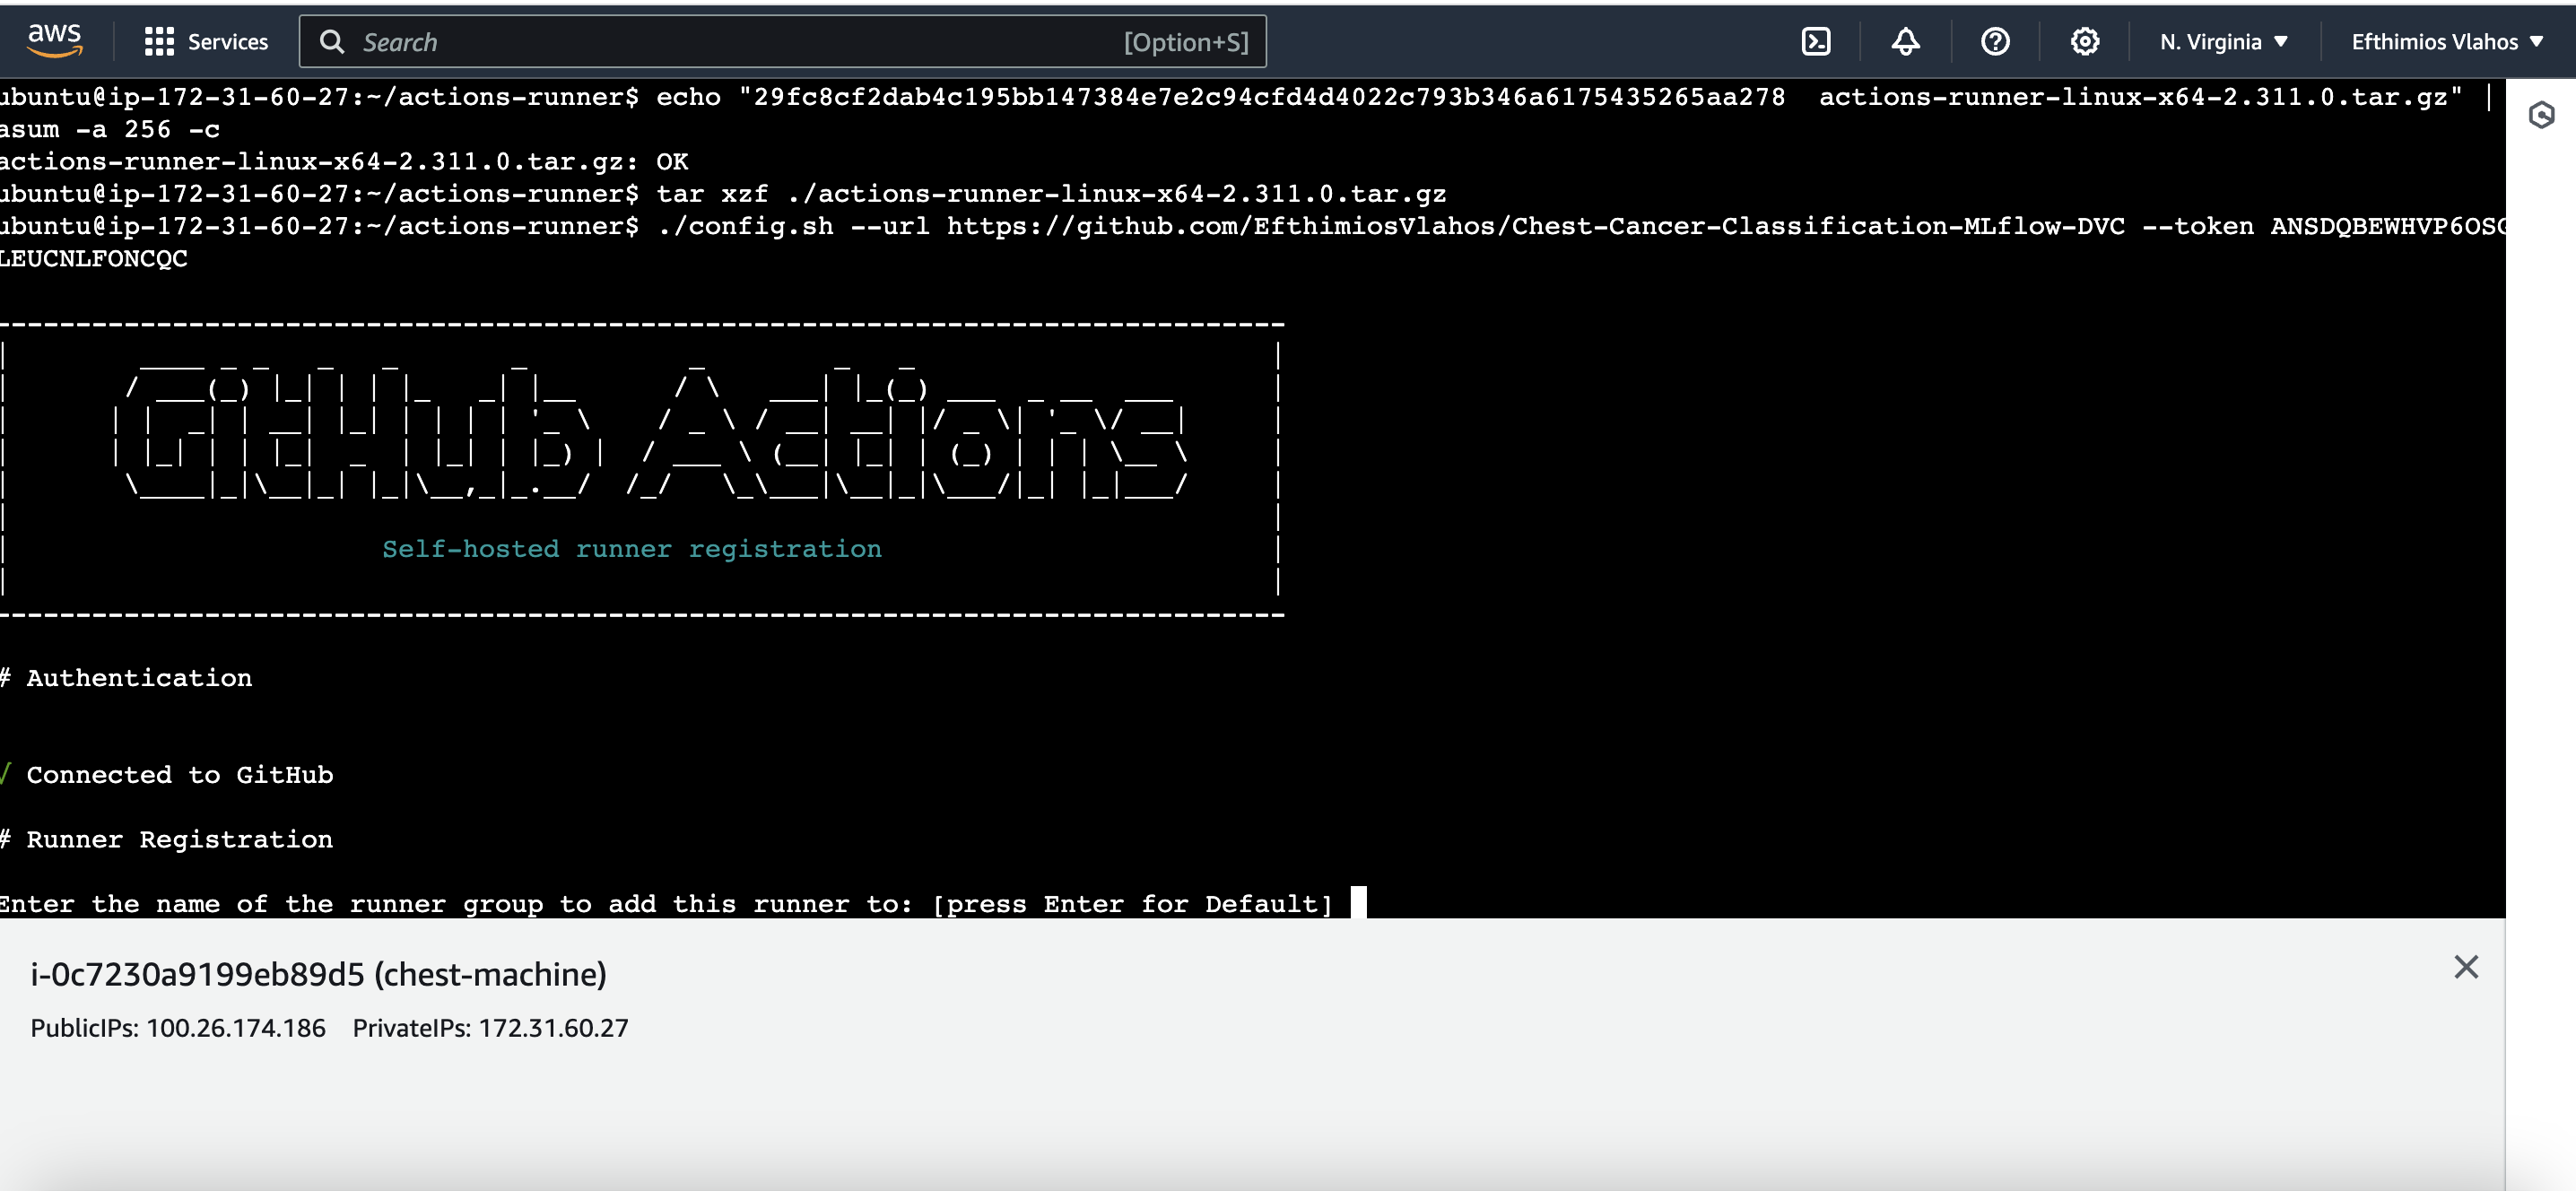 aws Services Search [Option+S] N. Virginia Efthimios Vlahos
ubuntu@ip-172-31-60-27:~/actions-runner$ echo "29fc8cf2dab4c195bb147384e7e2c94cfd4d4022c793b346a6175435265aa278  actions-runner-linux-x64-2.311.0.tar.gz" |
asum -a 256 -c
actions-runner-linux-x64-2.311.0.tar.gz: OK
ubuntu@ip-172-31-60-27:~/actions-runner$ tar xzf ./actions-runner-linux-x64-2.311.0.tar.gz
ubuntu@ip-172-31-60-27:~/actions-runner$ ./config.sh --url https://github.com/EfthimiosVlahos/Chest-Cancer-Classification-MLflow-DVC --token ANSDQBEWHVP6OSG
LEUCNLFONCQC
GitHub Actions
Self-hosted runner registration
# Authentication
√ Connected to GitHub
# Runner Registration
Enter the name of the runner group to add this runner to: [press Enter for Default]
i-0c7230a9199eb89d5 (chest-machine)
PublicIPs: 100.26.174.186 PrivateIPs: 172.31.60.27